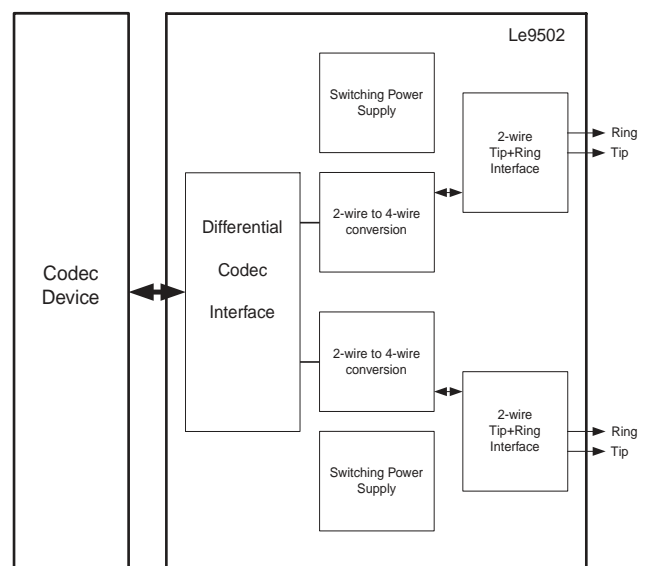 Le9502
Switching Power
Supply
2-wire
Tip+Ring
Interface
Ring
Tip
Differential
Codec
Interface
2-wire to 4-wire
conversion
Codec
Device
2-wire to 4-wire
conversion
2-wire
Tip+Ring
Interface
Ring
Tip
Switching Power
Supply